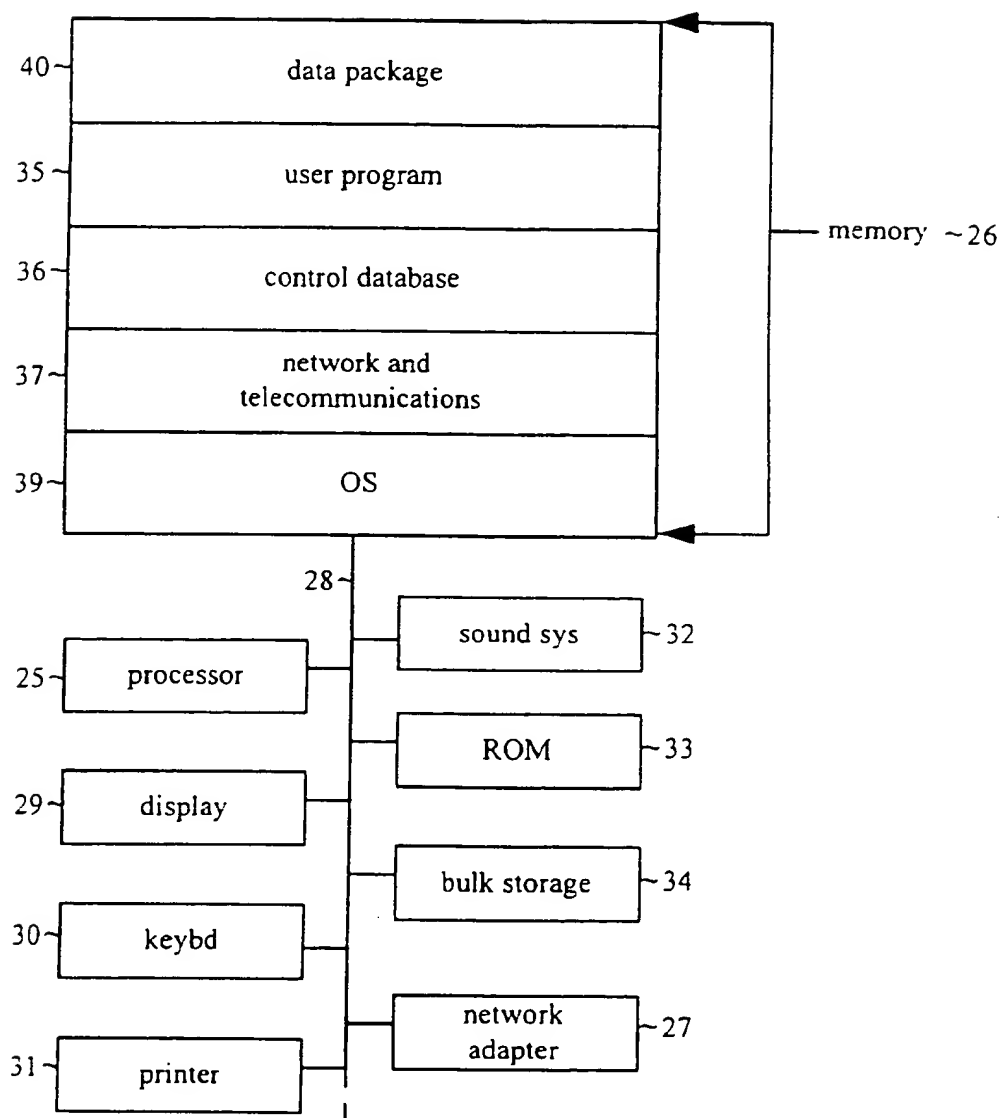 40~ data package
35~ user program
memory ~26
36~ control database
37~ network and
telecommunications
39~ OS
28~
sound sys ~32
25~ processor
ROM ~33
29~ display
bulk storage ~34
30~ keybd
network
adapter ~27
31~ printer